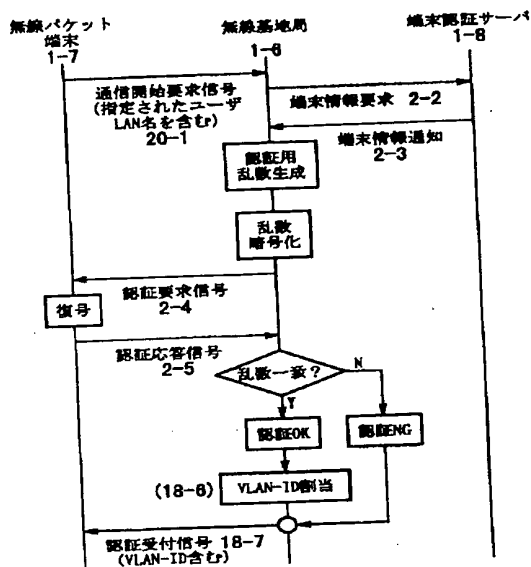 無線パケット
端末
1-7
無線基地局
1-6
端末認証サーバ
1-8
通信開始要求信号
(指定されたユーザ
LAN名を含む)
20-1
端末情報要求 2-2
端末情報通知
2-3
認証用
乱数生成
乱数
暗号化
認証要求信号
2-4
復号
認証応答信号
2-5
乱数一致?
N
Y
認証OK
認証NG
(18-6)
VLAN-ID割当
認証受付信号 18-7
(VLAN-ID含む)